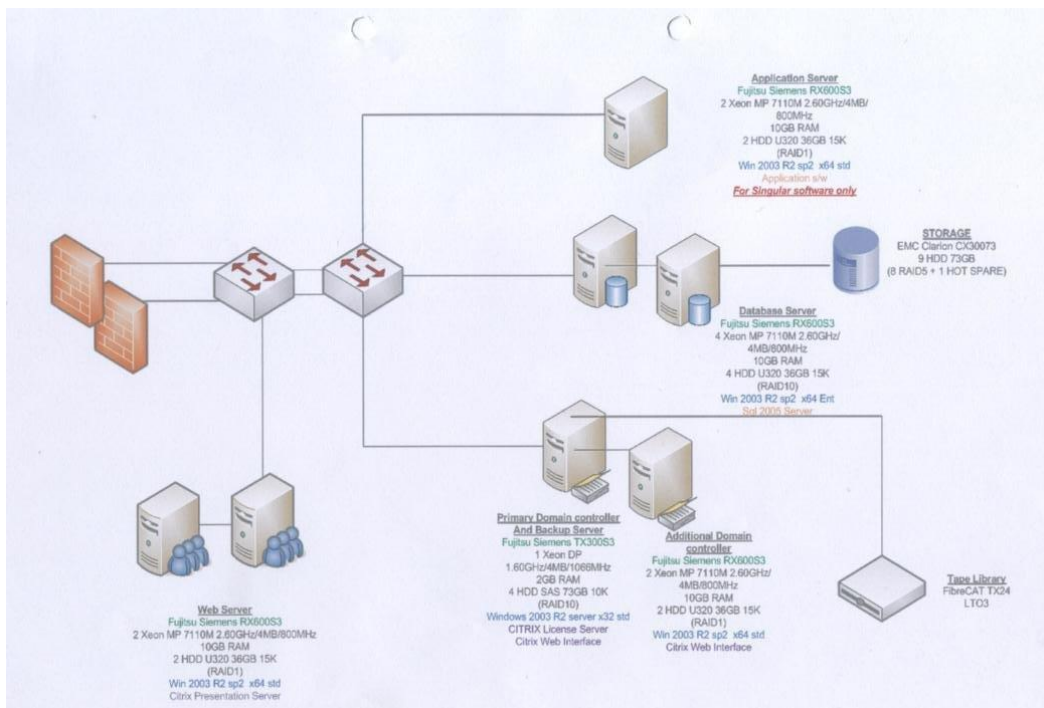 Application Server
Fujitsu Siemens RX600S3
2 Xeon MP 7110M 2.60GHz/4MB/
800MHz
10GB RAM
2 HDD U320 36GB 15K
(RAID1)
Win 2003 R2 sp2 x64 std
Application s/w
For Singular software only
STORAGE
EMC Clarion CX30073
9 HDD 73GB
(8 RAID5 + 1 HOT SPARE)
Database Server
Fujitsu Siemens RX600S3
4 Xeon MP 7110M 2.60GHz/
4MB/800MHz
10GB RAM
4 HDD U320 36GB 15K
(RAID10)
Win 2003 R2 sp2 x64 Ent
Sql 2005 Server
Primary Domain controller
And Backup Server
Fujitsu Siemens TX300S3
1 Xeon DP
1.60GHz/4MB/1066MHz
2GB RAM
4 HDD SAS 73GB 10K
(RAID10)
Windows 2003 R2 server x32 std
CITRIX License Server
Citrix Web Interface
Additional Domain
controller
Fujitsu Siemens RX600S3
2 Xeon MP 7110M 2.60GHz/
4MB/800MHz
10GB RAM
2 HDD U320 36GB 15K
(RAID1)
Win 2003 R2 sp2 x64 std
Citrix Web Interface
Tape Library
FibreCAT TX24
LTO3
Web Server
Fujitsu Siemens RX600S3
2 Xeon MP 7110M 2.60GHz/4MB/800MHz
10GB RAM
2 HDD U320 36GB 15K
(RAID1)
Win 2003 R2 sp2 x64 std
Citrix Presentation Server